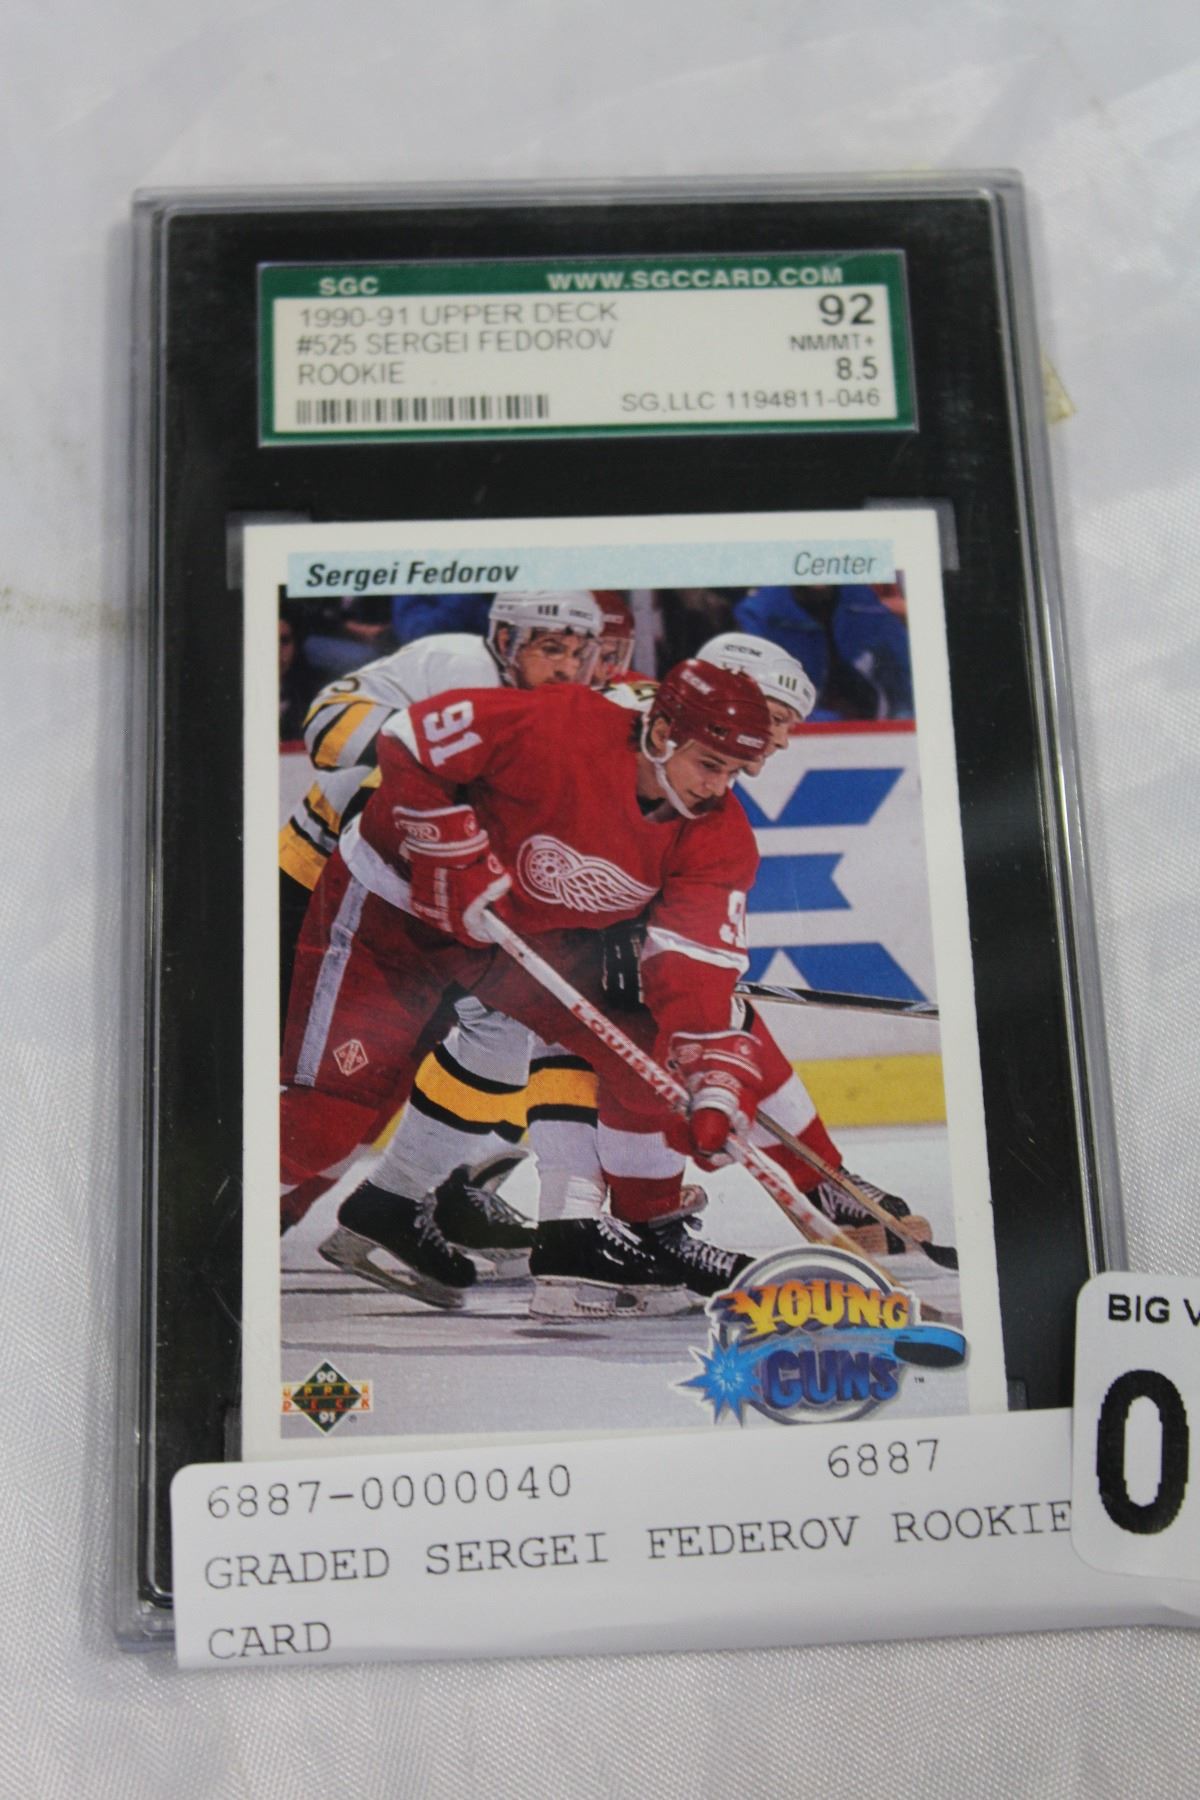 SGC WWW.SGCCARD.COM
1990-91 UPPER DECK 92
#525 SERGEI FEDOROV NM/MT+
ROOKIE 8.5
SG,LLC 1194811-046
Sergei Fedorov Center
91
LOUISVI
YOUNG
GUNS™
90
UPPER
DECK
91 ®
6887-0000040 6887
GRADED SERGEI FEDEROV ROOKIE
CARD
BIG V
0